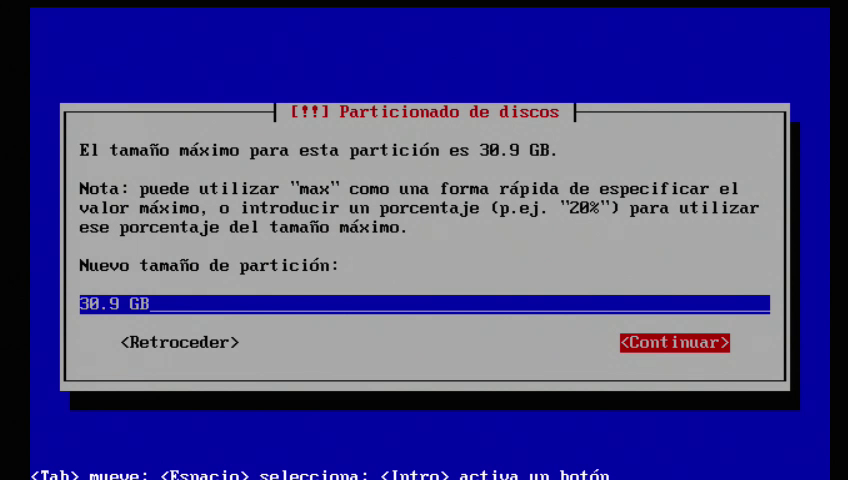 [!!] Particionado de discos
El tamaño máximo para esta partición es 30.9 GB.
Nota: puede utilizar "max" como una forma rápida de especificar el
valor máximo, o introducir un porcentaje (p.ej. "20%") para utilizar
ese porcentaje del tamaño máximo.
Nuevo tamaño de partición:
30.9 GB
<Retroceder> <Continuar>
<Tab> mueve; <Espacio> selecciona; <Intro> activa un botón